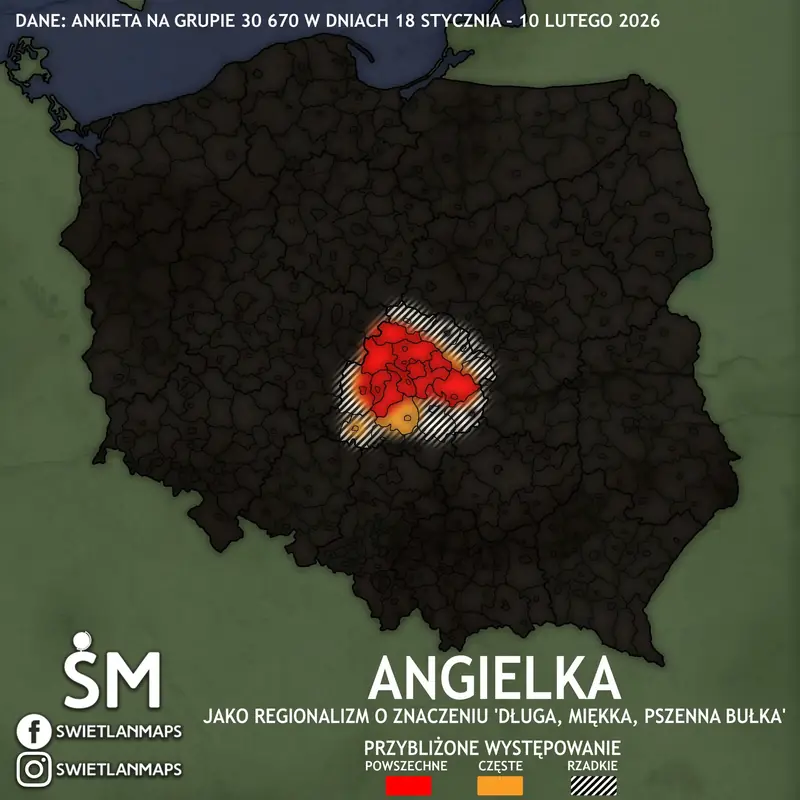 DANE: ANKIETA NA GRUPIE 30 670 W DNIACH 18 STYCZNIA - 10 LUTEGO 2026
ŚM
SWIETLANMAPS
SWIETLANMAPS
ANGIELKA
JAKO REGIONALIZM O ZNACZENIU 'DŁUGA, MIĘKKA, PSZENNA BUŁKA'
PRZYBLIŻONE WYSTĘPOWANIE
POWSZECHNE CZĘSTE RZADKIE